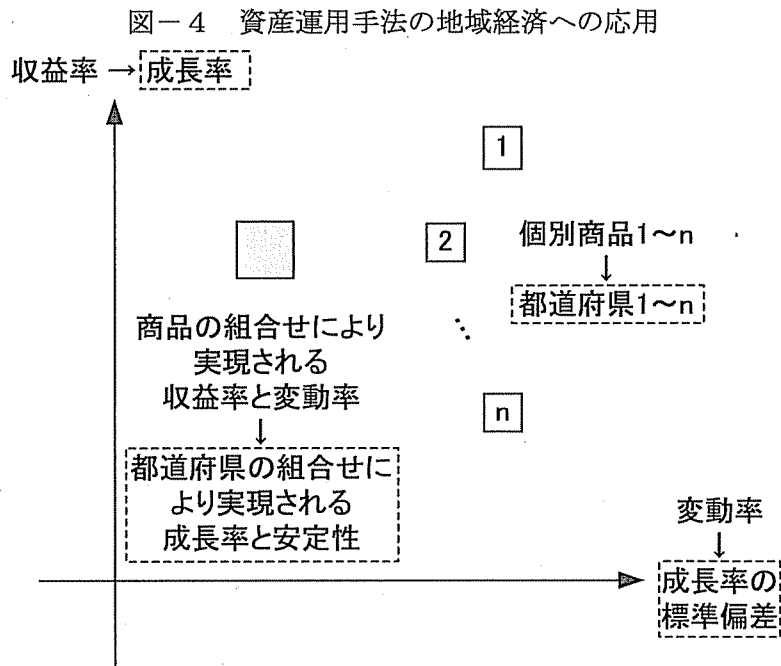 図－4 資産運用手法の地域経済への応用
収益率 → 成長率
1
2
個別商品1～n
↓
都道府県1～n
⋱
n
商品の組合せにより
実現される
収益率と変動率
↓
都道府県の組合せに
より実現される
成長率と安定性
変動率
↓
成長率の
標準偏差